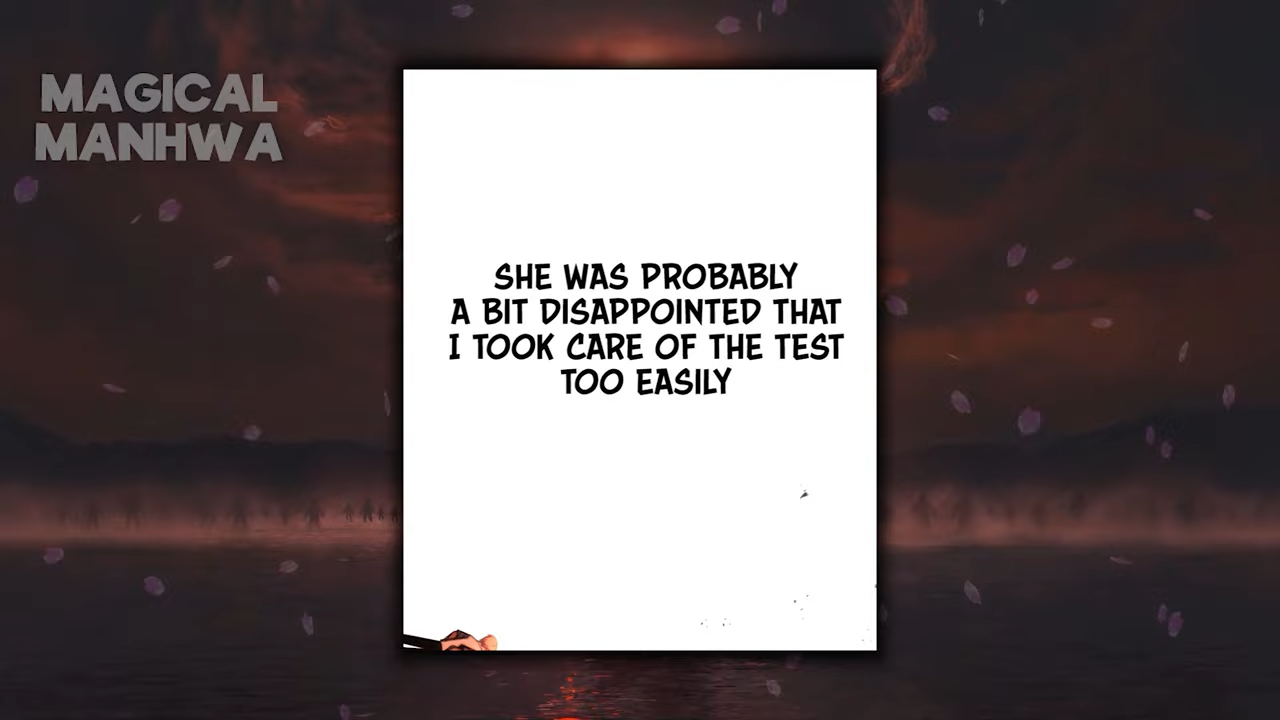 MAGICAL
MANHWA
SHE WAS PROBABLY
A BIT DISAPPOINTED THAT
I TOOK CARE OF THE TEST
TOO EASILY